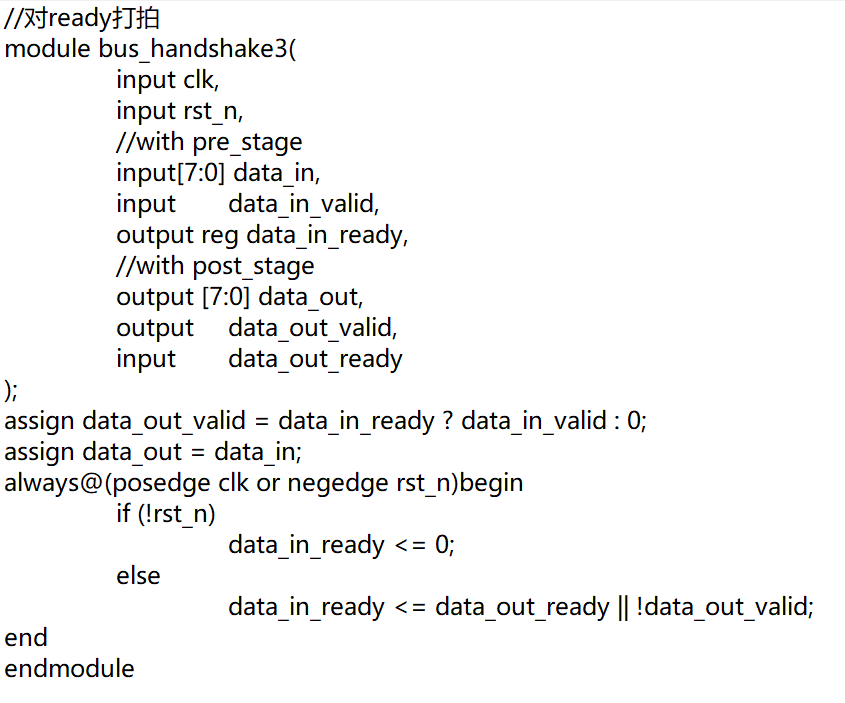 //对ready打拍
module bus_handshake3(
input clk,
input rst_n,
//with pre_stage
input[7:0] data_in,
input data_in_valid,
output reg data_in_ready,
//with post_stage
output [7:0] data_out,
output data_out_valid,
input data_out_ready
);
assign data_out_valid = data_in_ready ? data_in_valid : 0;
assign data_out = data_in;
always@(posedge clk or negedge rst_n)begin
if (!rst_n)
data_in_ready <= 0;
else
data_in_ready <= data_out_ready || !data_out_valid;
end
endmodule